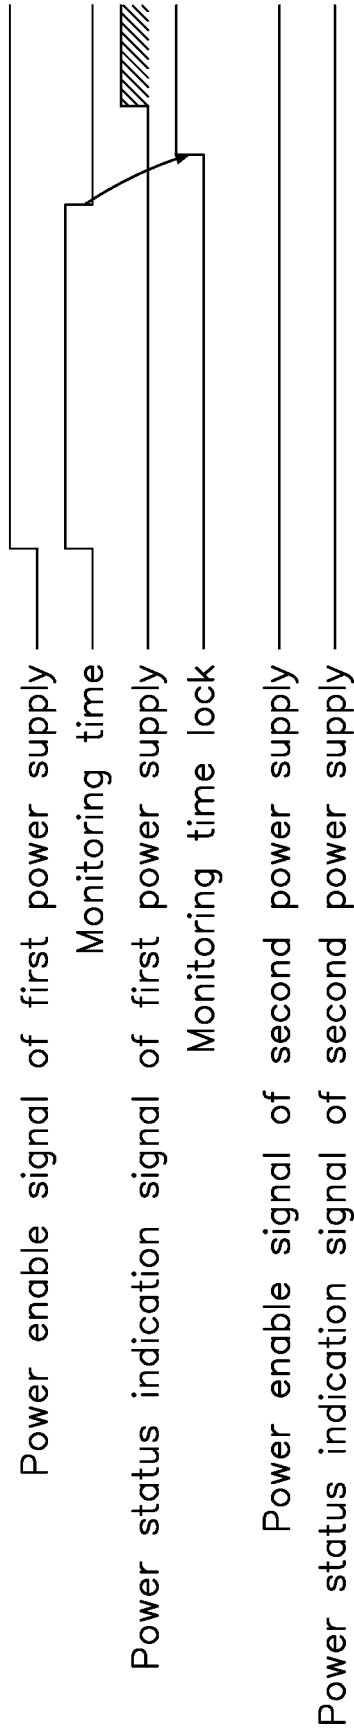 Power enable signal of first power supply
Monitoring time
Power status indication signal of first power supply
Monitoring time lock
Power enable signal of second power supply
Power status indication signal of second power supply